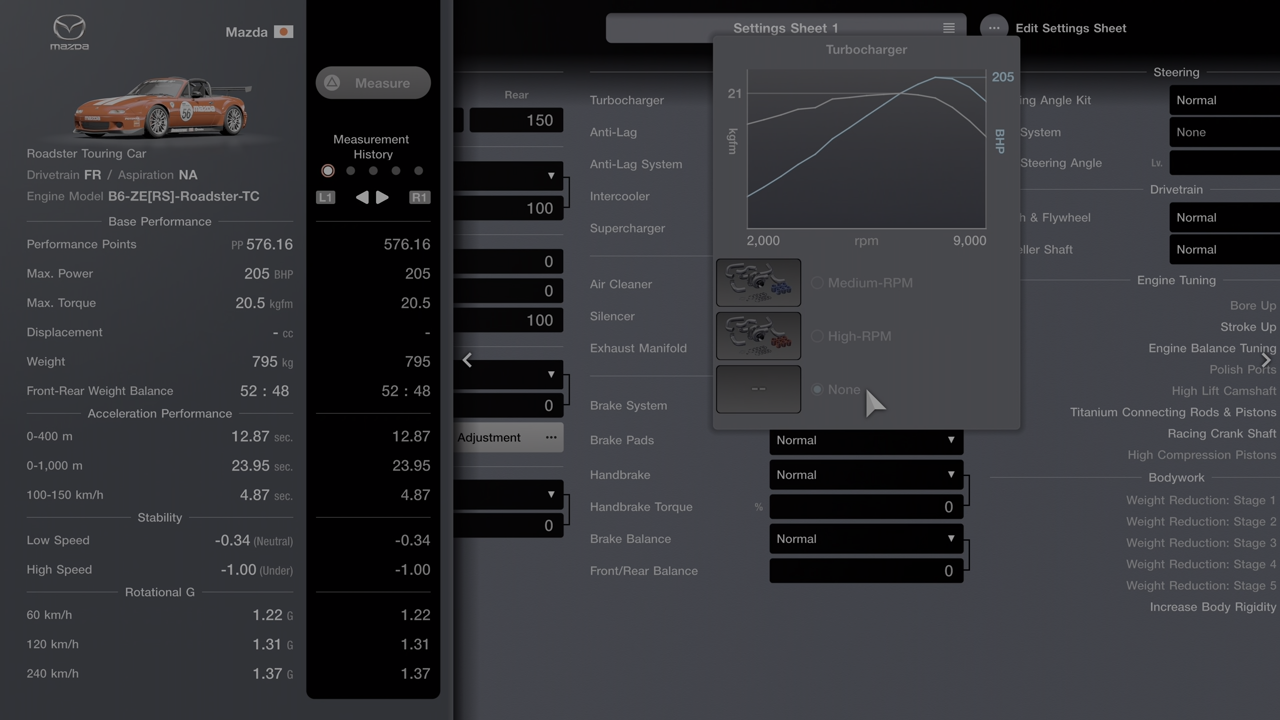 mazda
Mazda
56
Roadster Touring Car
Drivetrain FR / Aspiration NA
Engine Model B6-ZE[RS]-Roadster-TC
Base Performance
Performance Points PP 576.16
Max. Power 205 BHP
Max. Torque 20.5 kgfm
Displacement - cc
Weight 795 kg
Front-Rear Weight Balance 52 : 48
Acceleration Performance
0-400 m 12.87 sec.
0-1,000 m 23.95 sec.
100-150 km/h 4.87 sec.
Stability
Low Speed -0.34 (Neutral)
High Speed -1.00 (Under)
Rotational G
60 km/h 1.22 G
120 km/h 1.31 G
240 km/h 1.37 G
Measure
Measurement
History
L1 R1
576.16
205
20.5
-
795
52 : 48
12.87
23.95
4.87
-0.34
-1.00
1.22
1.31
1.37
Settings Sheet 1
Edit Settings Sheet
Rear
150
100
0
0
100
0
Adjustment
0
Turbocharger
Anti-Lag
Anti-Lag System
Intercooler
Supercharger
Air Cleaner
Silencer
Exhaust Manifold
Brake System
Brake Pads Normal
Handbrake Normal
Handbrake Torque % 0
Brake Balance Normal
Front/Rear Balance 0
Turbocharger
21
205
kgfm
BHP
2,000 rpm 9,000
Medium-RPM
High-RPM
-- None
Steering
ng Angle Kit Normal
System None
Steering Angle Lv.
Drivetrain
h & Flywheel Normal
eller Shaft Normal
Engine Tuning
Bore Up
Stroke Up
Engine Balance Tuning
Polish Ports
High Lift Camshaft
Titanium Connecting Rods & Pistons
Racing Crank Shaft
High Compression Pistons
Bodywork
Weight Reduction: Stage 1
Weight Reduction: Stage 2
Weight Reduction: Stage 3
Weight Reduction: Stage 4
Weight Reduction: Stage 5
Increase Body Rigidity